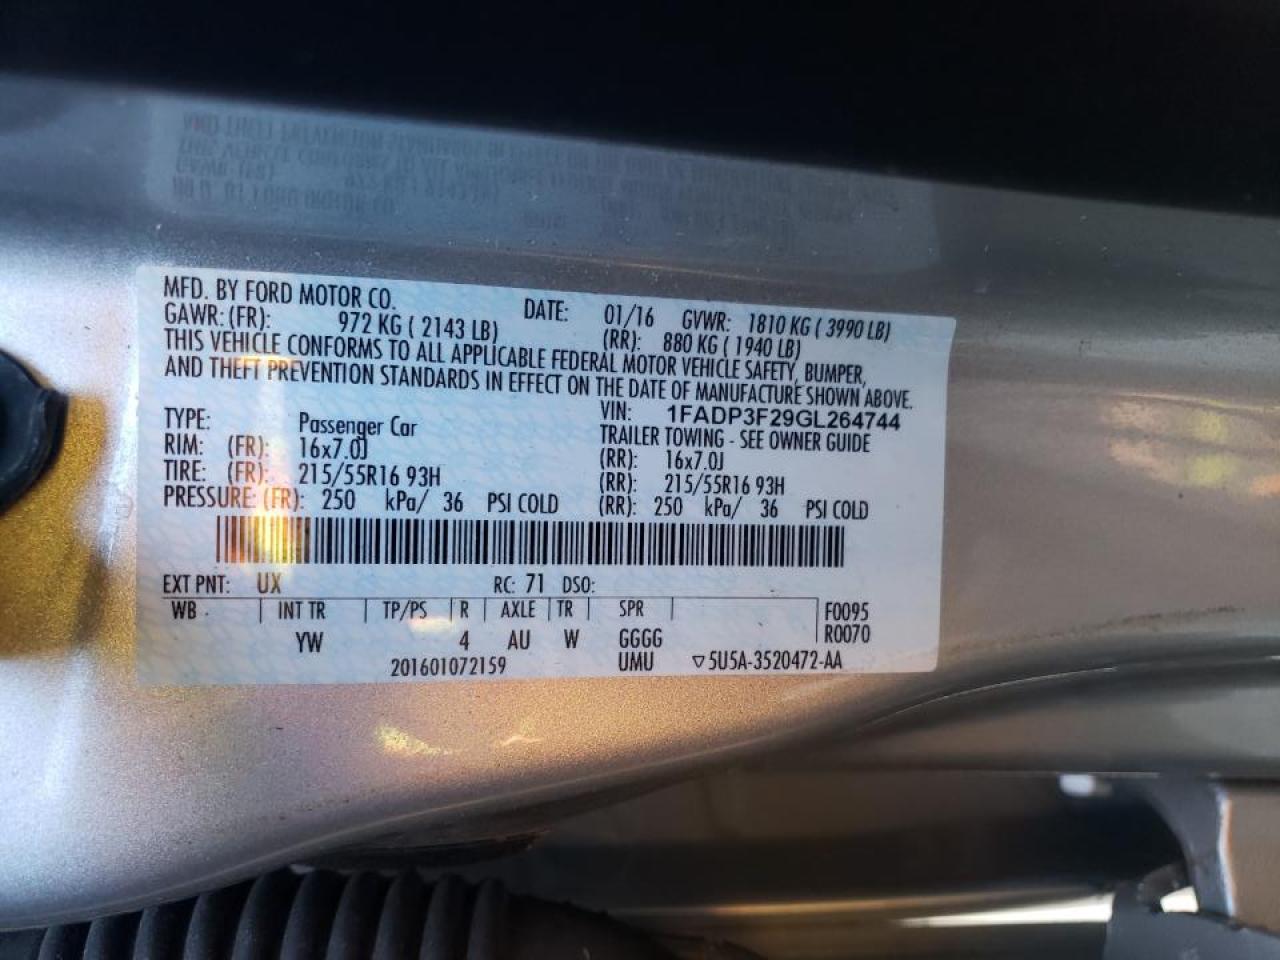 MFD. BY FORD MOTOR CO.
DATE: 01/16 GVWR: 1810 KG ( 3990 LB)
GAWR: (FR): 972 KG ( 2143 LB) (RR): 880 KG ( 1940 LB)
THIS VEHICLE CONFORMS TO ALL APPLICABLE FEDERAL MOTOR VEHICLE SAFETY, BUMPER,
AND THEFT PREVENTION STANDARDS IN EFFECT ON THE DATE OF MANUFACTURE SHOWN ABOVE.
VIN: 1FADP3F29GL264744
TYPE: Passenger Car TRAILER TOWING - SEE OWNER GUIDE
RIM: (FR): 16x7.0J (RR): 16x7.0J
TIRE: (FR): 215/55R16 93H (RR): 215/55R16 93H
PRESSURE: (FR): 250 kPa/ 36 PSI COLD (RR): 250 kPa/ 36 PSI COLD
EXT PNT: UX RC: 71 DSO:
WB INT TR TP/PS R AXLE TR SPR F0095
YW 4 AU W GGGG R0070
201601072159 UMU ▽5U5A-3520472-AA